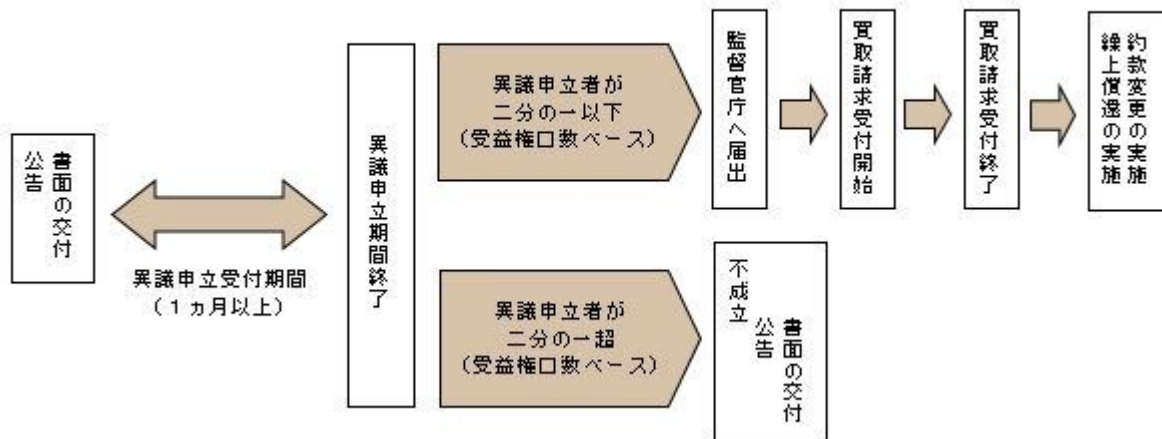 書面の交付
公告
異議申立受付期間
(1ヵ月以上)
異議申立期間終了
異議申立者が
二分の一以下
(受益権口数ベース)
監督官庁へ届出
買取請求受付開始
買取請求受付終了
約款変更の実施
繰上償還の実施
異議申立者が
二分の一超
(受益権口数ベース)
不成立
書面の交付
公告